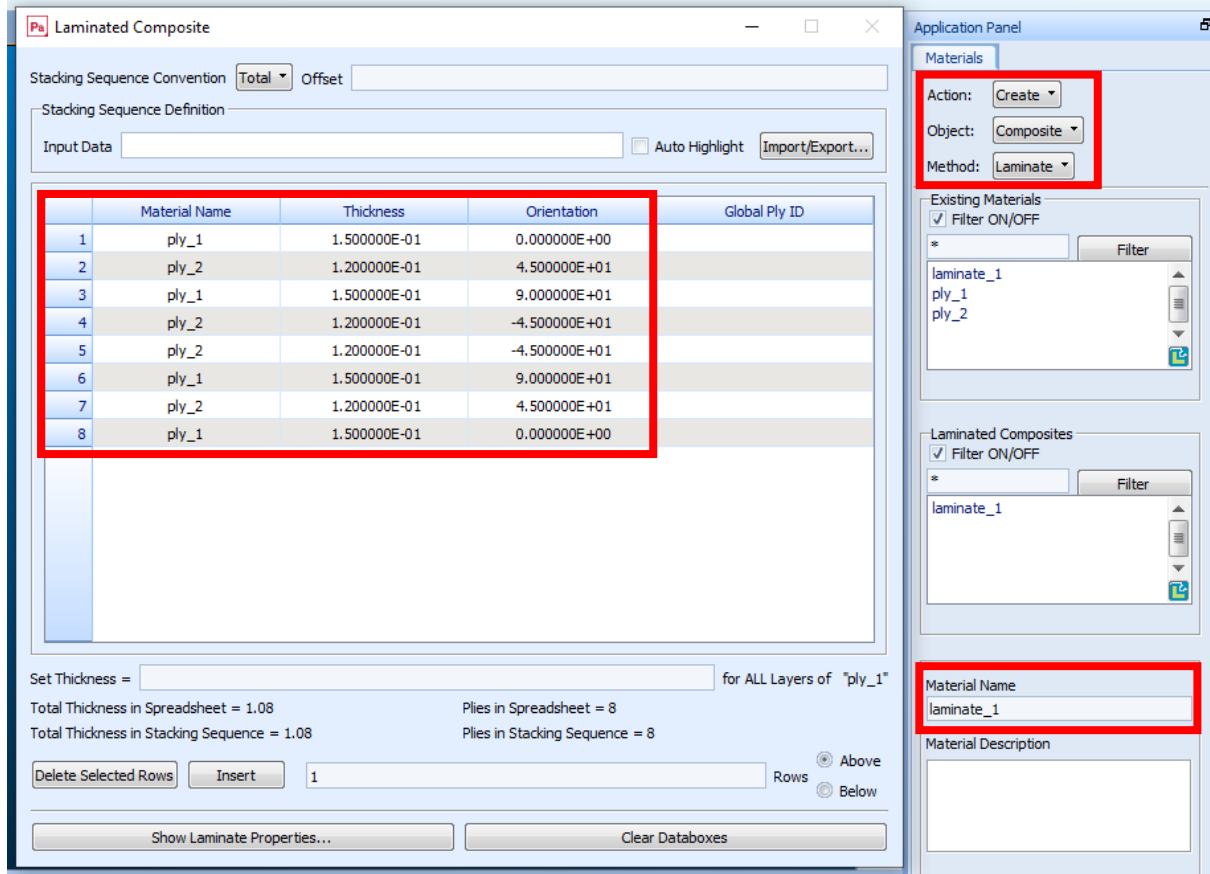 Pa Laminated Composite
Stacking Sequence Convention Total Offset
Stacking Sequence Definition
Input Data Auto Highlight Import/Export...
Material Name Thickness Orientation Global Ply ID
1 ply_1 1.500000E-01 0.000000E+00
2 ply_2 1.200000E-01 4.500000E+01
3 ply_1 1.500000E-01 9.000000E+01
4 ply_2 1.200000E-01 -4.500000E+01
5 ply_2 1.200000E-01 -4.500000E+01
6 ply_1 1.500000E-01 9.000000E+01
7 ply_2 1.200000E-01 4.500000E+01
8 ply_1 1.500000E-01 0.000000E+00
Set Thickness = for ALL Layers of "ply_1"
Total Thickness in Spreadsheet = 1.08 Plies in Spreadsheet = 8
Total Thickness in Stacking Sequence = 1.08 Plies in Stacking Sequence = 8
Delete Selected Rows Insert 1 Rows Above
Below
Show Laminate Properties... Clear Databoxes
Application Panel
Materials
Action: Create
Object: Composite
Method: Laminate
Existing Materials
Filter ON/OFF
* Filter
laminate_1
ply_1
ply_2
Laminated Composites
Filter ON/OFF
* Filter
laminate_1
Material Name
laminate_1
Material Description